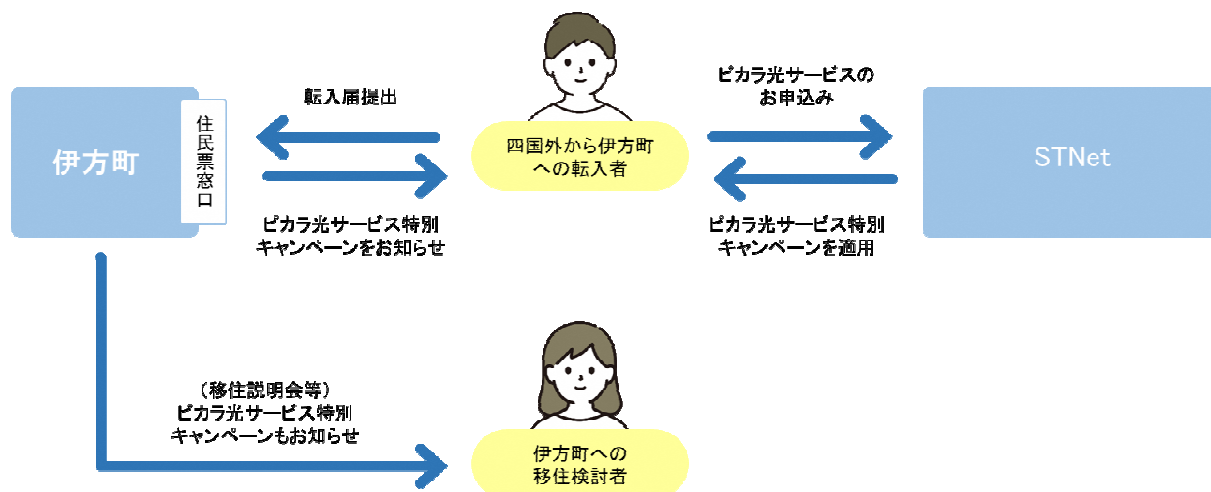 伊方町
住民票窓口
転入届提出
ピカラ光サービス特別
キャンペーンをお知らせ
四国外から伊方町
への転入者
ピカラ光サービスの
お申込み
ピカラ光サービス特別
キャンペーンを適用
STNet
(移住説明会等)
ピカラ光サービス特別
キャンペーンもお知らせ
伊方町への
移住検討者